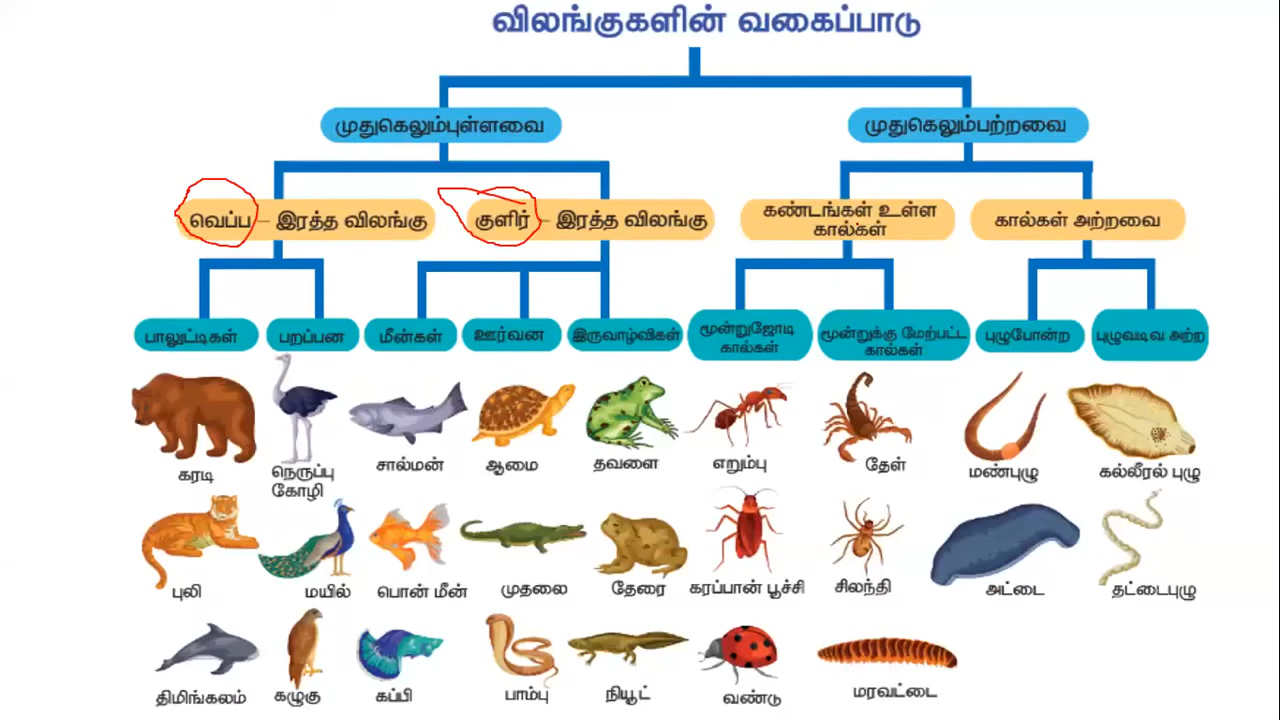 விலங்குகளின் வகைப்பாடு
முதுகெலும்புள்ளவை
முதுகெலும்பற்றவை
வெப்ப – இரத்த விலங்கு
குளிர் – இரத்த விலங்கு
கண்டங்கள் உள்ள
கால்கள்
கால்கள் அற்றவை
பாலுட்டிகள்
பறப்பன
மீன்கள்
ஊர்வன
இருவாழ்விகள்
மூன்றுஜோடி
கால்கள்
மூன்றுக்கு மேற்பட்ட
கால்கள்
புழுபோன்ற
புழுவடிவ அற்ற
கரடி
நெருப்பு
கோழி
சால்மன்
ஆமை
தவளை
எறும்பு
தேள்
மண்புழு
கல்லீரல் புழு
புலி
மயில்
பொன் மீன்
முதலை
தேரை
கரப்பான் பூச்சி
சிலந்தி
அட்டை
தட்டைபுழு
திமிங்கலம்
கழுகு
கப்பி
பாம்பு
நியூட்
வண்டு
மரவட்டை